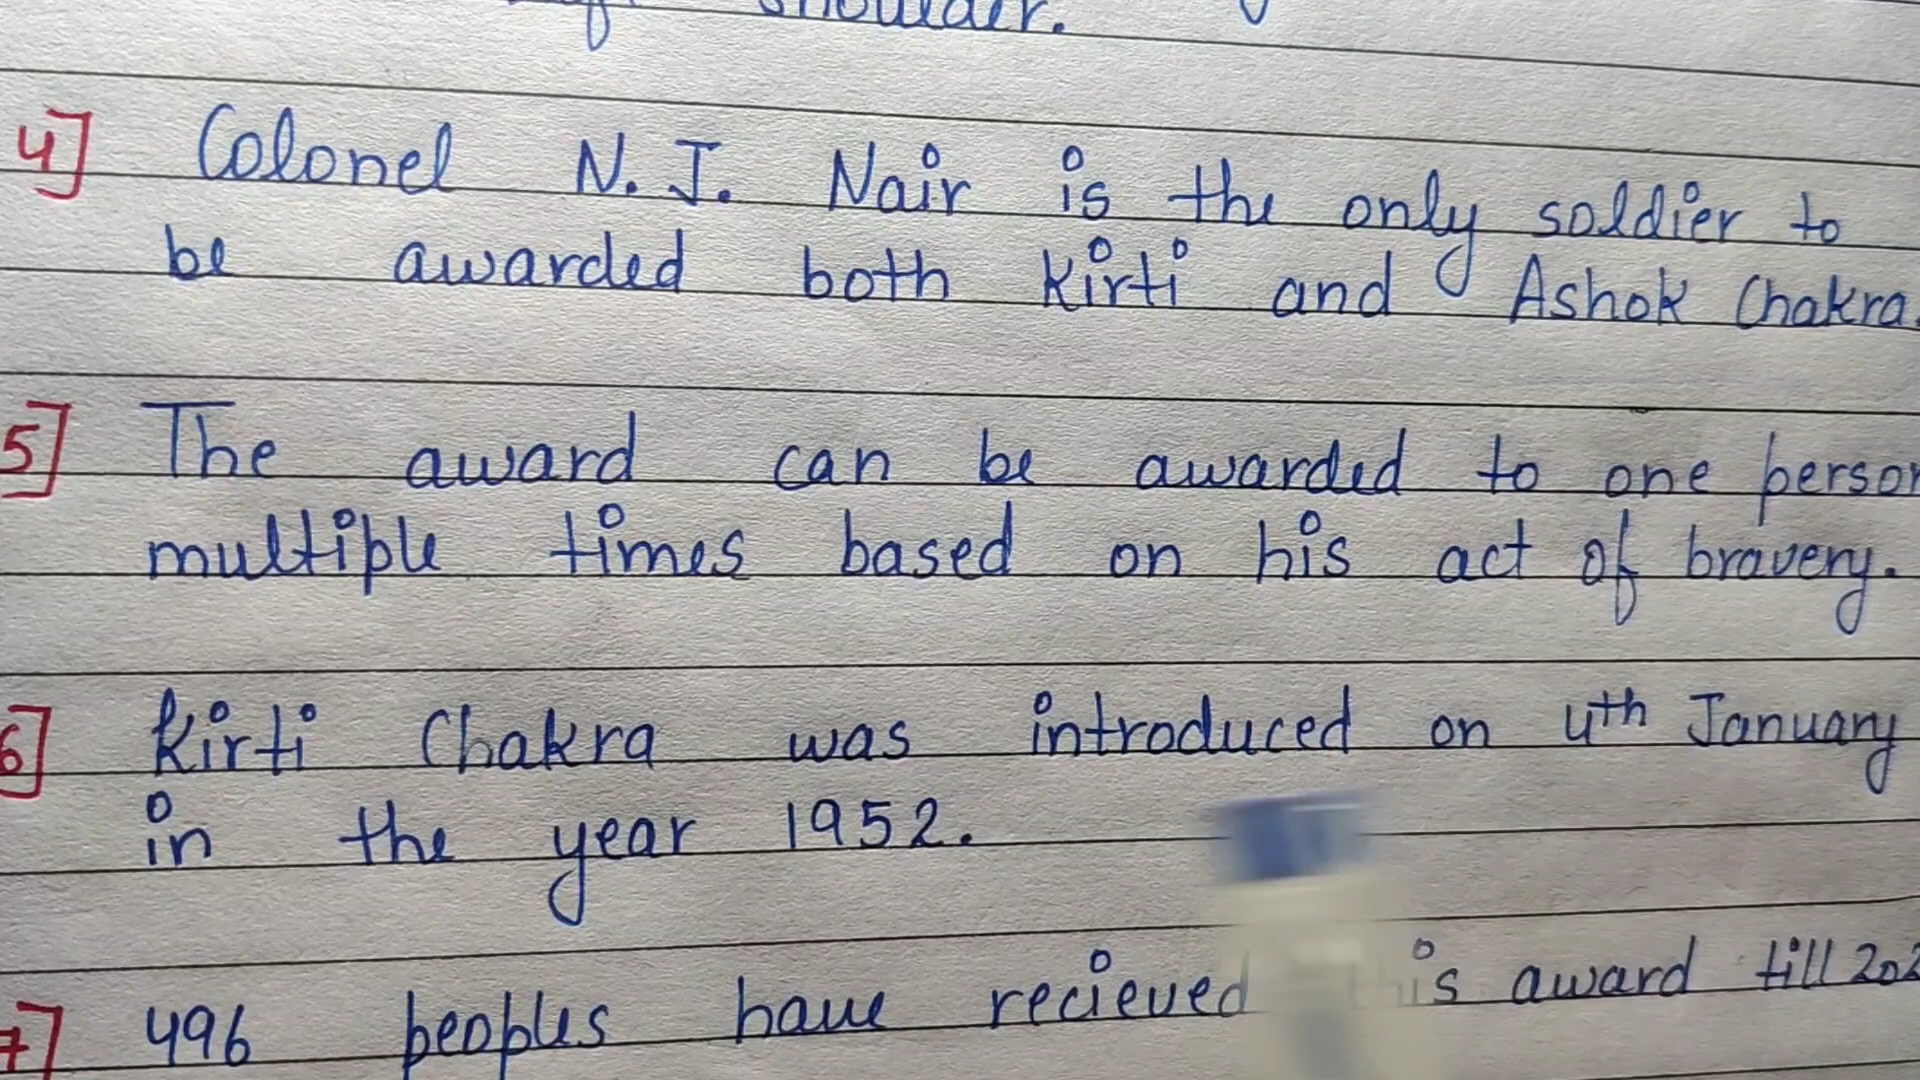 shoulder.
4] Colonel N. J. Nair is the only soldier to
be awarded both Kirti and Ashok Chakra.
5] The award can be awarded to one person
multiple times based on his act of bravery.
6] Kirti Chakra was introduced on 4th January
in the year 1952.
7] 496 peoples have recieved this award till